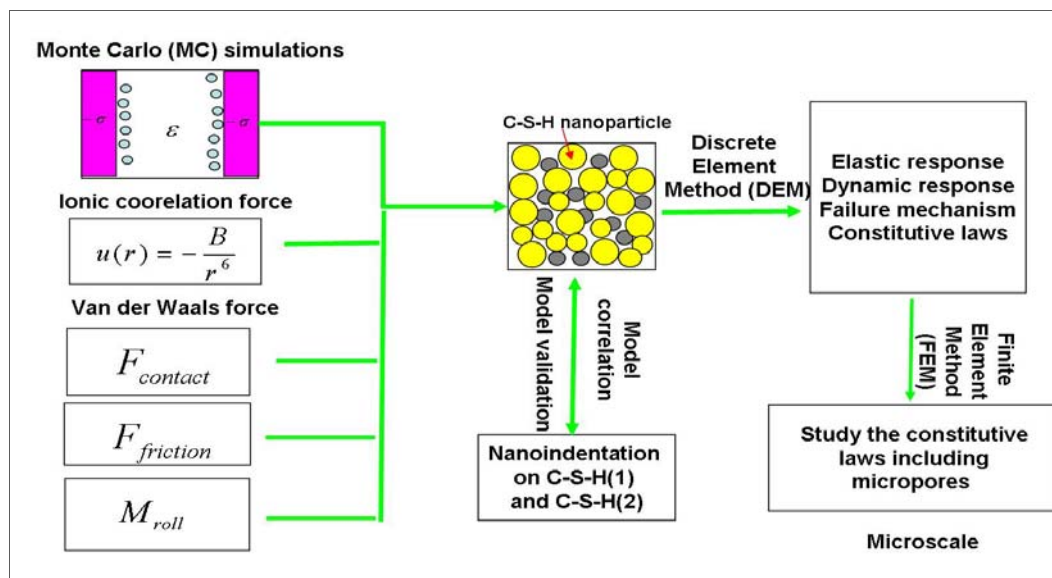 Monte Carlo (MC) simulations
- σ
ε
- σ
Ionic coorelation force
u(r) = - B / r^6
Van der Waals force
F_contact
F_friction
M_roll
C-S-H nanoparticle
Discrete
Element
Method (DEM)
Model validation
Model
correlation
Nanoindentation
on C-S-H(1)
and C-S-H(2)
Elastic response
Dynamic response
Failure mechanism
Constitutive laws
Finite
Element
Method
(FEM)
Study the constitutive
laws including
micropores
Microscale